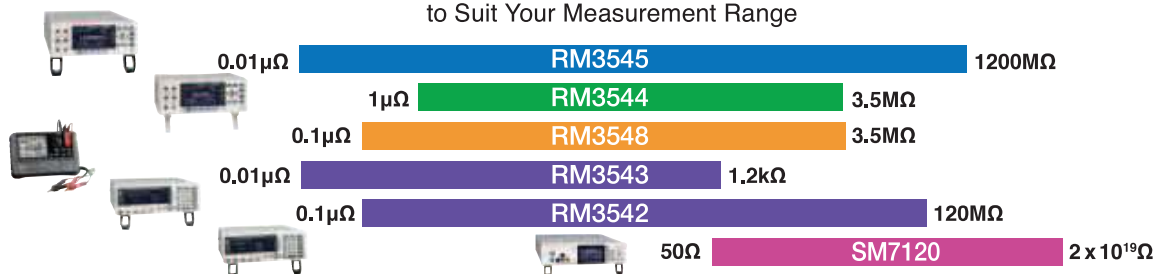 to Suit Your Measurement Range
0.01µΩ RM3545 1200MΩ
1µΩ RM3544 3.5MΩ
0.1µΩ RM3548 3.5MΩ
0.01µΩ RM3543 1.2kΩ
0.1µΩ RM3542 120MΩ
50Ω SM7120 2 x 10¹⁹Ω